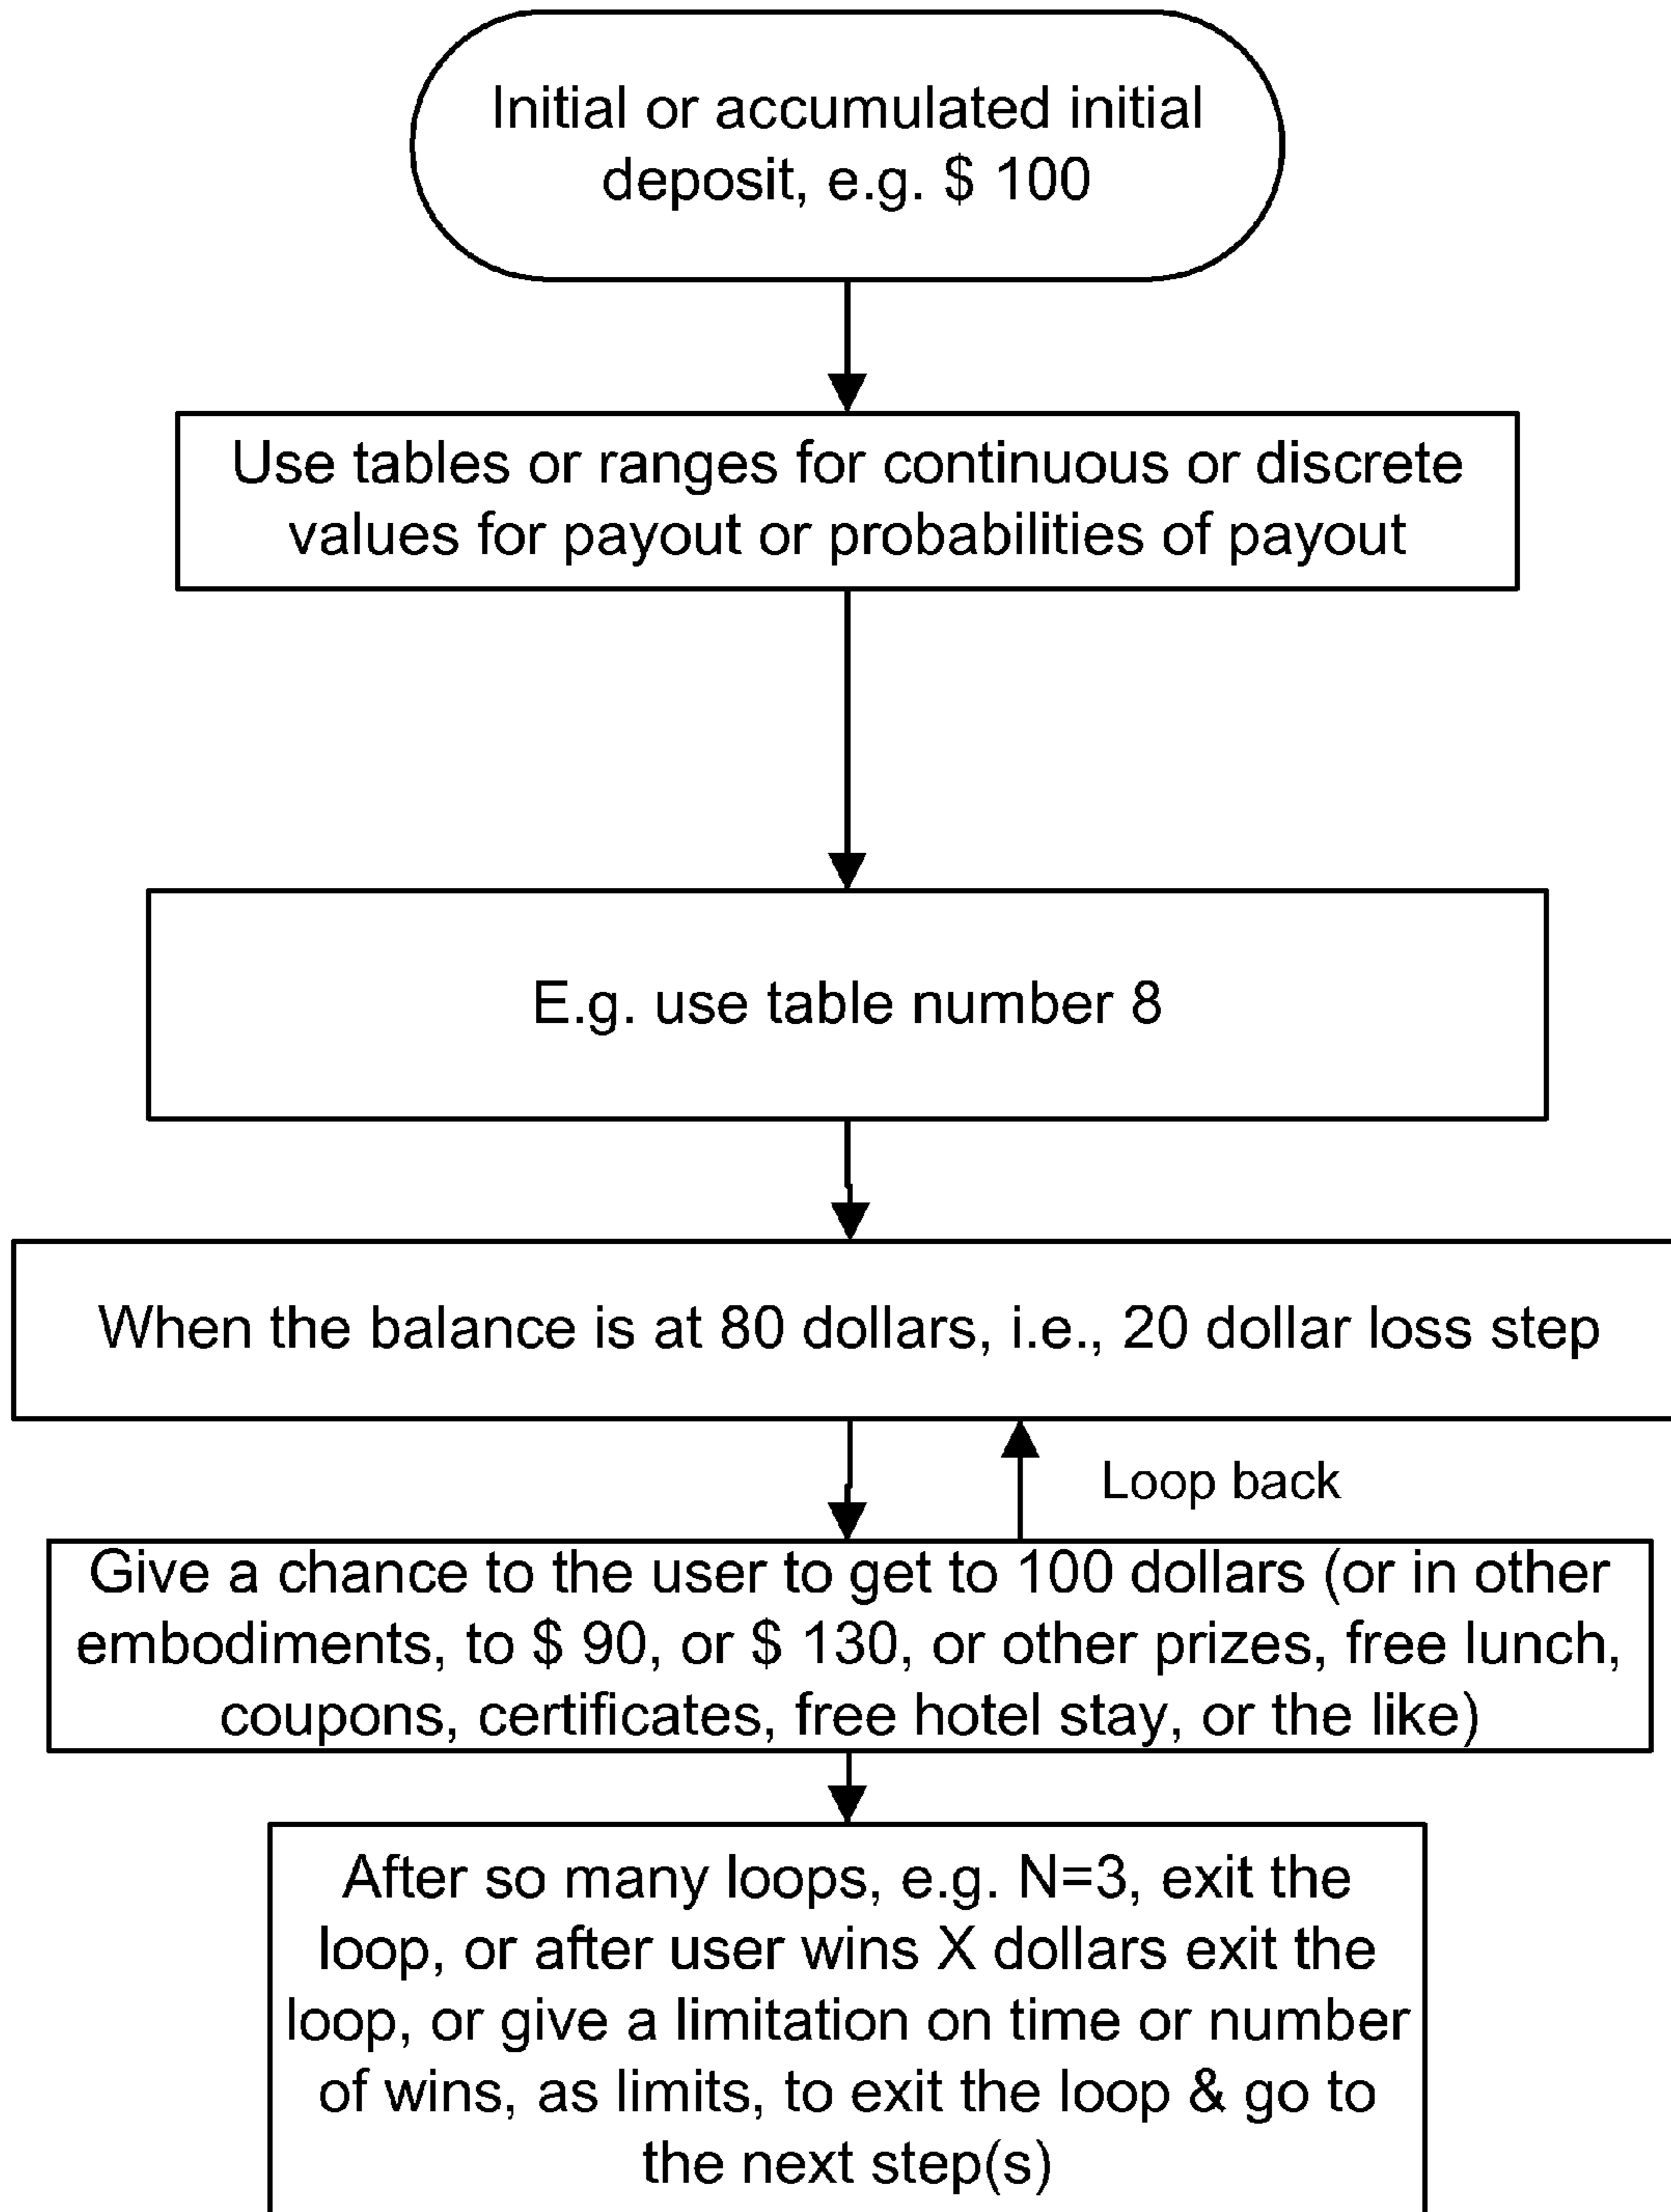 Initial or accumulated initial
deposit, e.g. $ 100
Use tables or ranges for continuous or discrete
values for payout or probabilities of payout
E.g. use table number 8
When the balance is at 80 dollars, i.e., 20 dollar loss step
Loop back
Give a chance to the user to get to 100 dollars (or in other
embodiments, to $ 90, or $ 130, or other prizes, free lunch,
coupons, certificates, free hotel stay, or the like)
After so many loops, e.g. N=3, exit the
loop, or after user wins X dollars exit the
loop, or give a limitation on time or number
of wins, as limits, to exit the loop & go to
the next step(s)